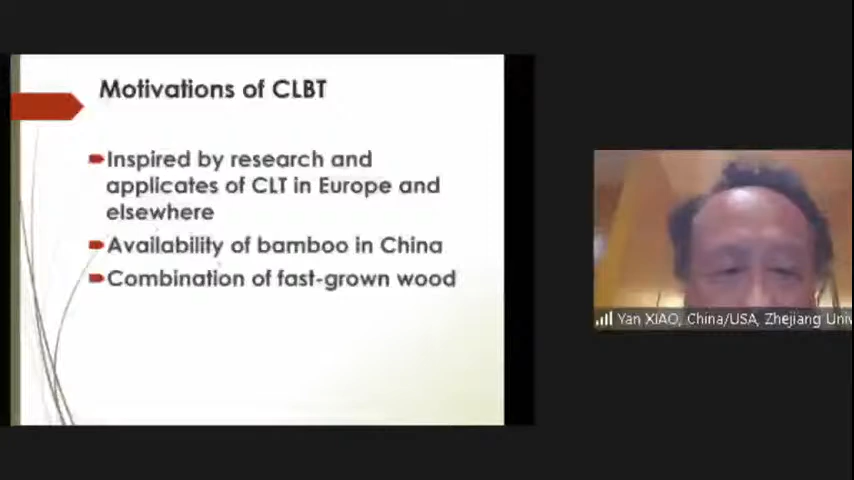 Motivations of CLBT
Inspired by research and
applicates of CLT in Europe and
elsewhere
Availability of bamboo in China
Combination of fast-grown wood
Yan XIAO, China/USA, Zhejiang Univ